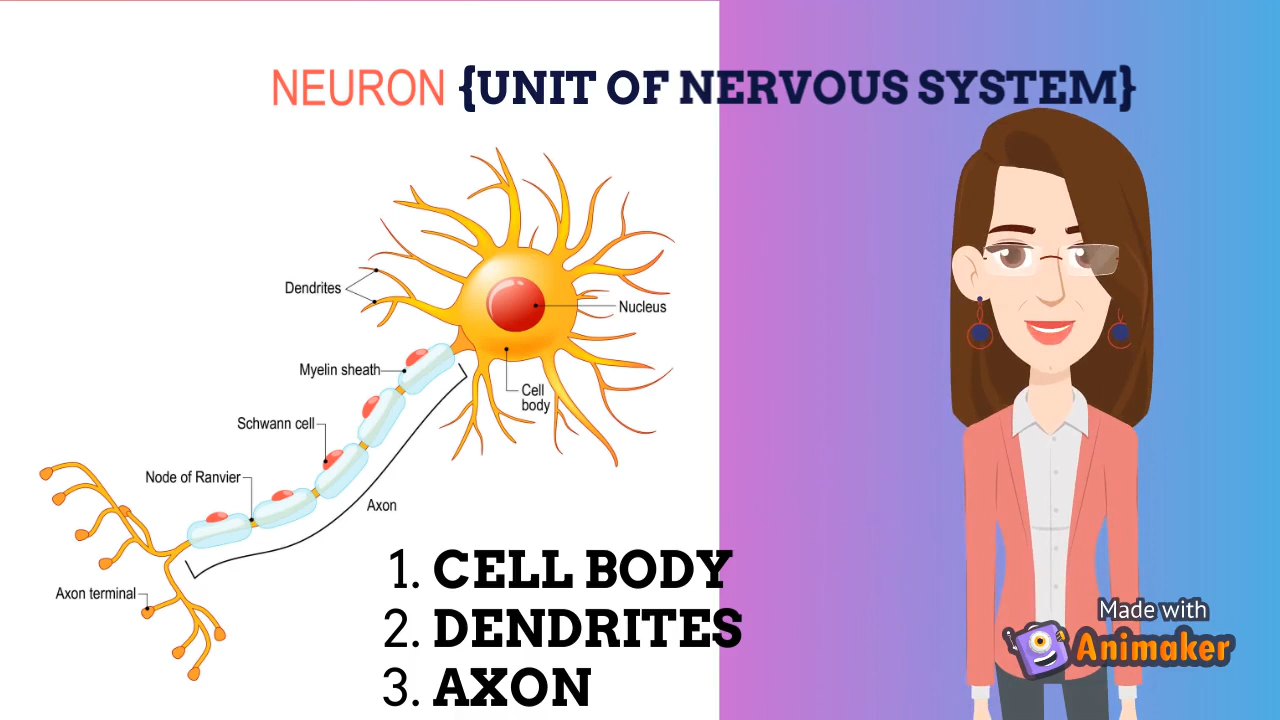 NEURON {UNIT OF NERVOUS SYSTEM}
Dendrites
Nucleus
Myelin sheath
Cell
body
Schwann cell
Node of Ranvier
Axon
Axon terminal
1. CELL BODY
2. DENDRITES
3. AXON
Made with
Animaker